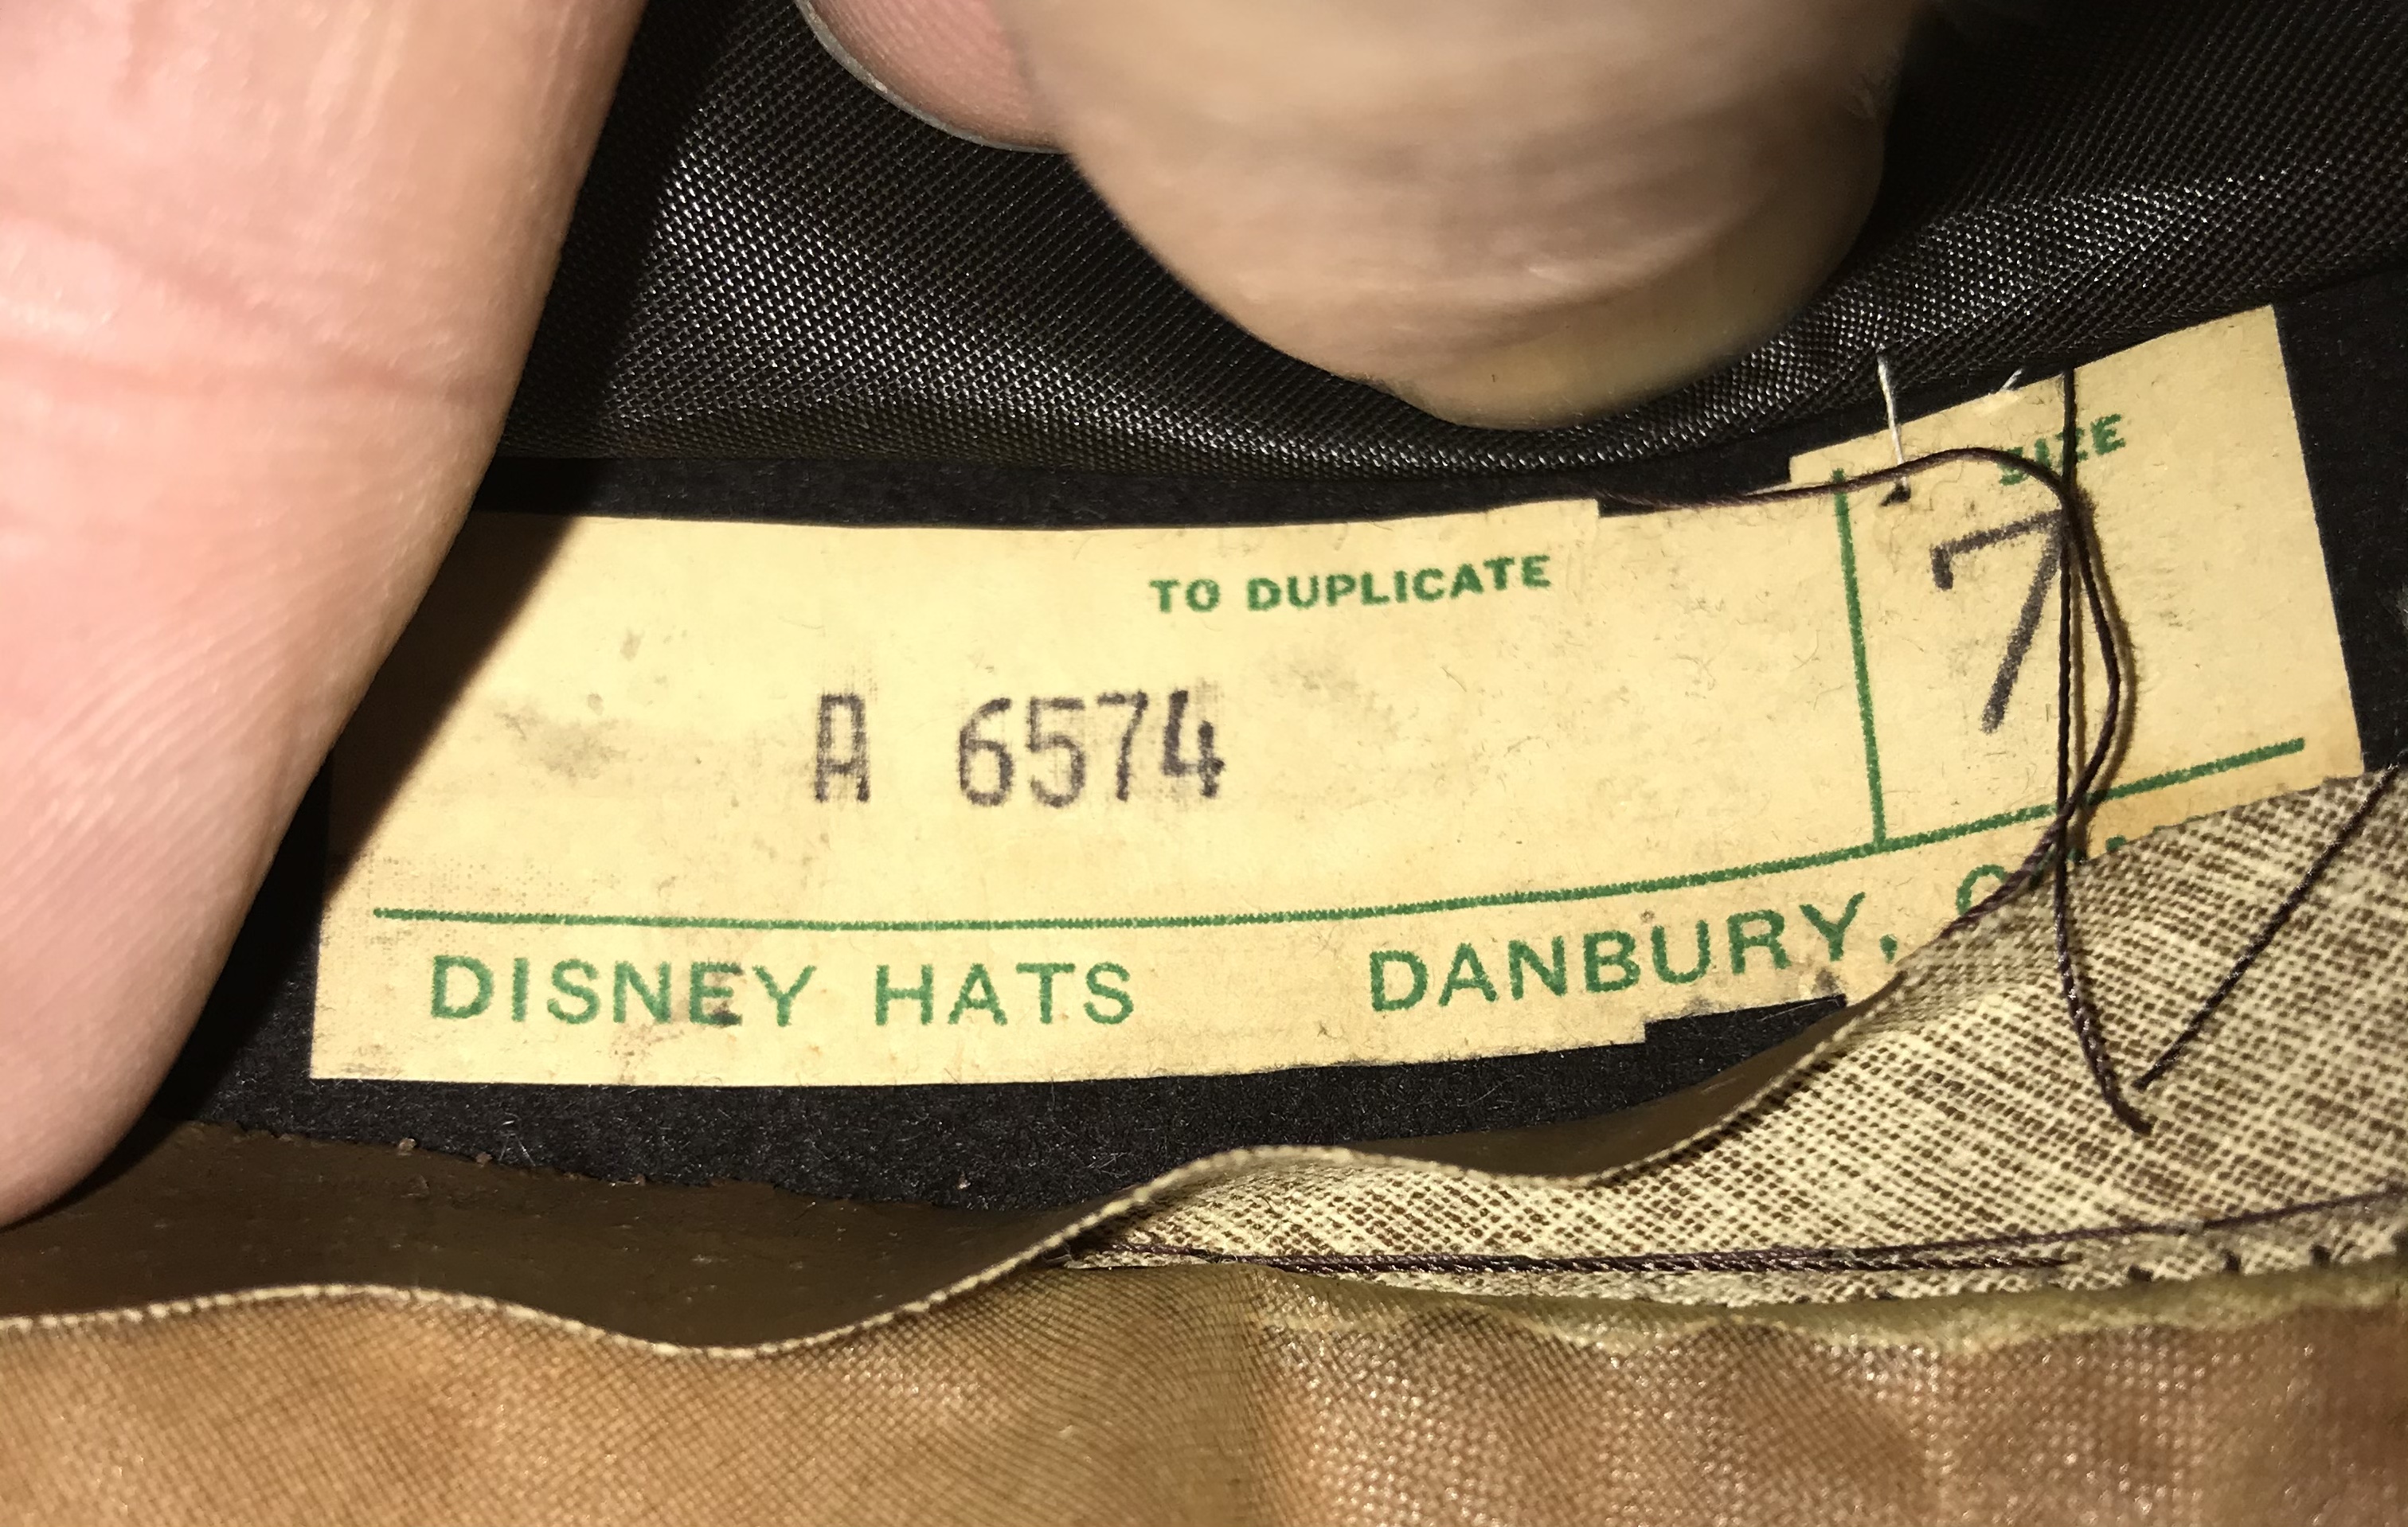 SIZE
TO DUPLICATE
7
A 6574
DISNEY HATS DANBURY,